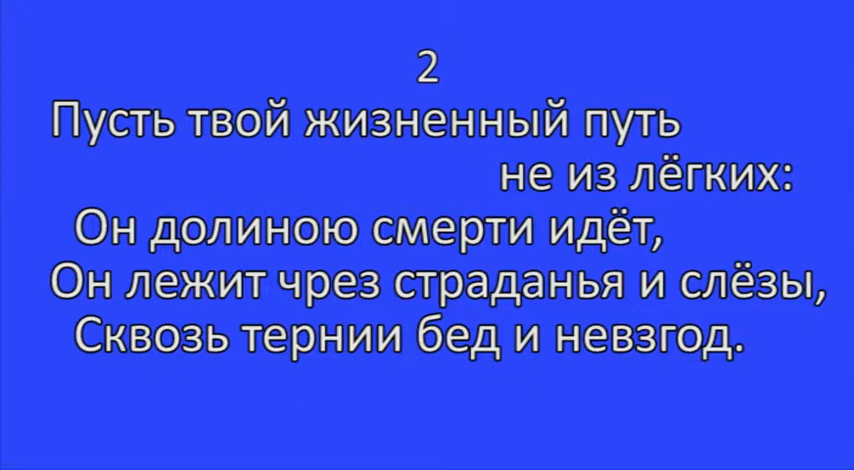 2
Пусть твой жизненный путь
не из лёгких:
Он долиною смерти идёт,
Он лежит чрез страданья и слёзы,
Сквозь тернии бед и невзгод.